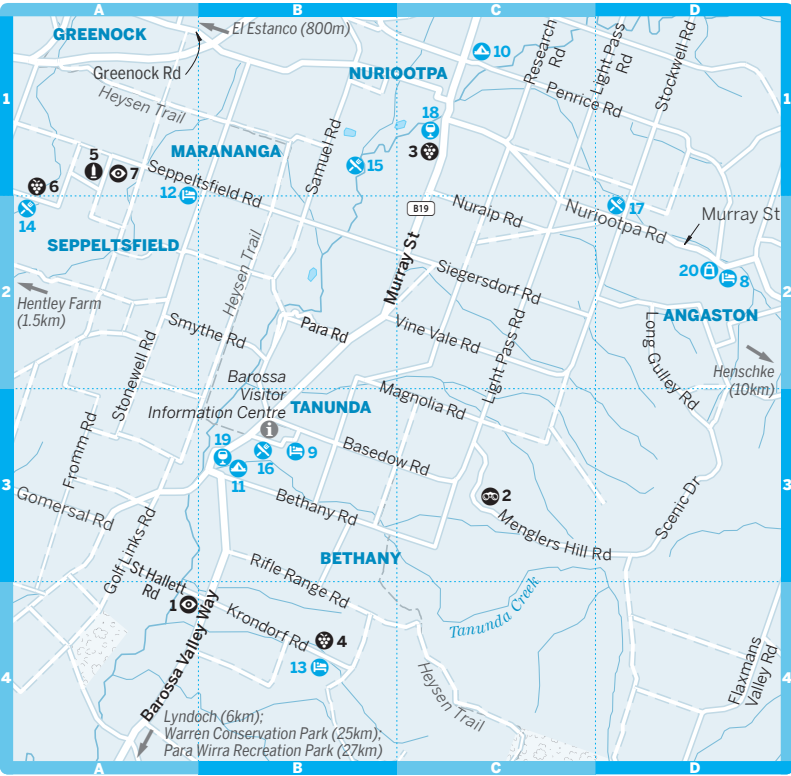 A
B
C
D
GREENOCK
El Estanco (800m)
Greenock Rd
NURIOOTPA
10
Research
Rd
Light Pass
Rd
Stockwell Rd
1
1
Heysen Trail
Penrice Rd
18
3
MARANANGA
Samuel Rd
15
5
7
6
12
Seppeltsfield Rd
14
B19
Nuraip Rd
17
Nuriootpa Rd
Murray St
SEPPELTSFIELD
Heysen Trail
Murray St
Siegersdorf Rd
20
8
2
2
Hentley Farm
(1.5km)
ANGASTON
Smythe Rd
Para Rd
Vine Vale Rd
Light Pass Rd
Long Gulley Rd
Henschke
(10km)
Stonewell Rd
Barossa
Visitor
Information Centre
TANUNDA
Magnolia Rd
19
16
9
11
Basedow Rd
Fromm Rd
3
3
2
Gomersal Rd
Bethany Rd
Menglers Hill Rd
Scenic Dr
Golf Links Rd
BETHANY
St Hallett
Rd
Rifle Range Rd
1
Krondorf Rd
4
13
Tanunda Creek
Barossa Valley Way
Heysen Trail
Flaxmans
Valley Rd
4
4
Lyndoch (6km);
Warren Conservation Park (25km);
Para Wirra Recreation Park (27km)
A
B
C
D